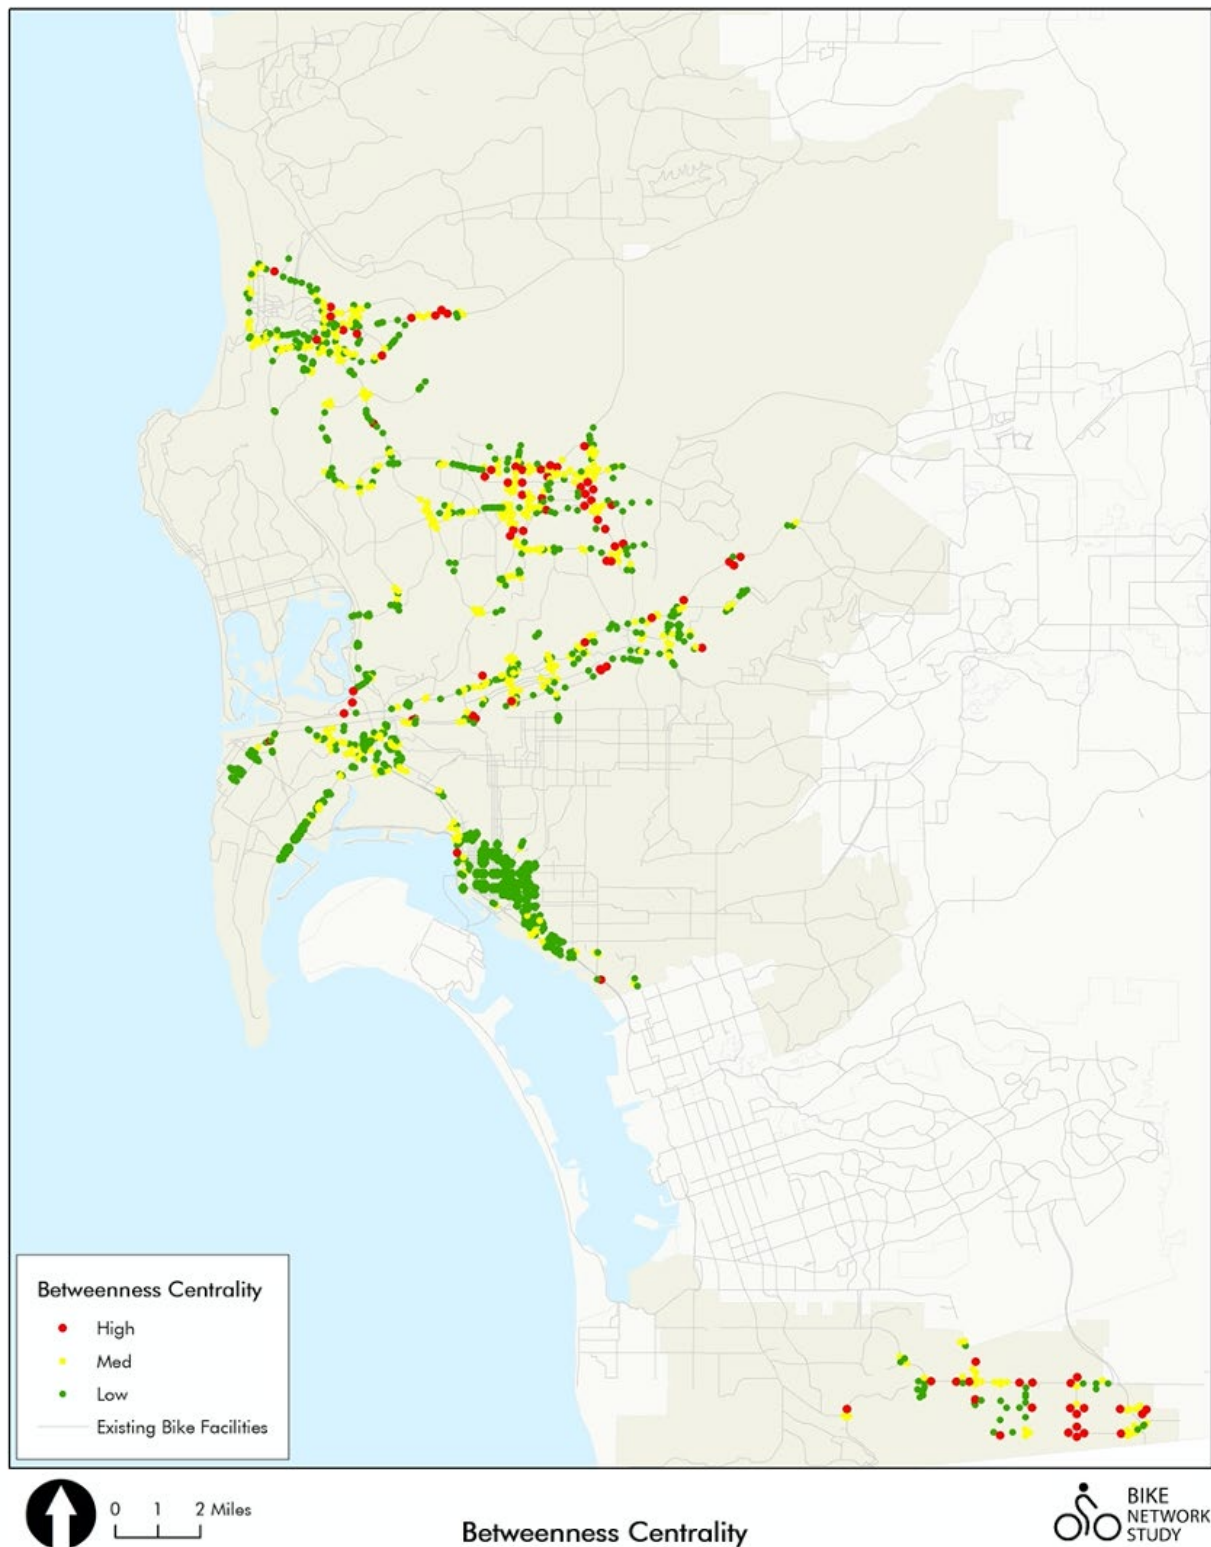 Betweenness Centrality
High
Med
Low
Existing Bike Facilities
0 1 2 Miles
Betweenness Centrality
BIKE
NETWORK
STUDY